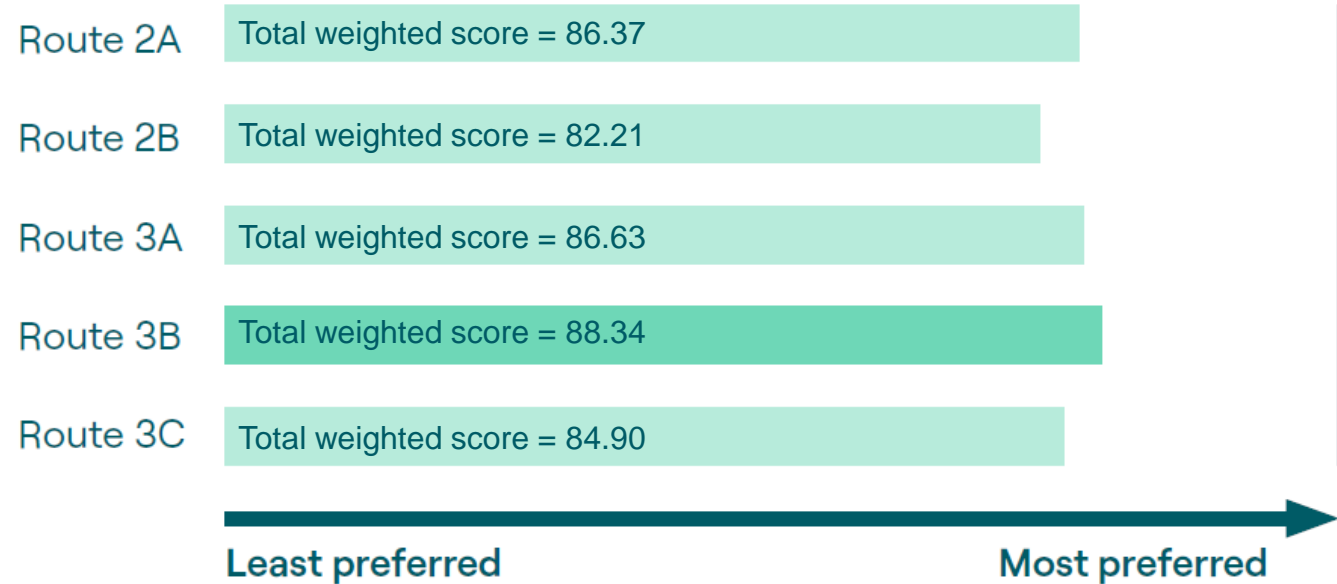 Route 2A Total weighted score = 86.37
Route 2B Total weighted score = 82.21
Route 3A Total weighted score = 86.63
Route 3B Total weighted score = 88.34
Route 3C Total weighted score = 84.90
Least preferred Most preferred